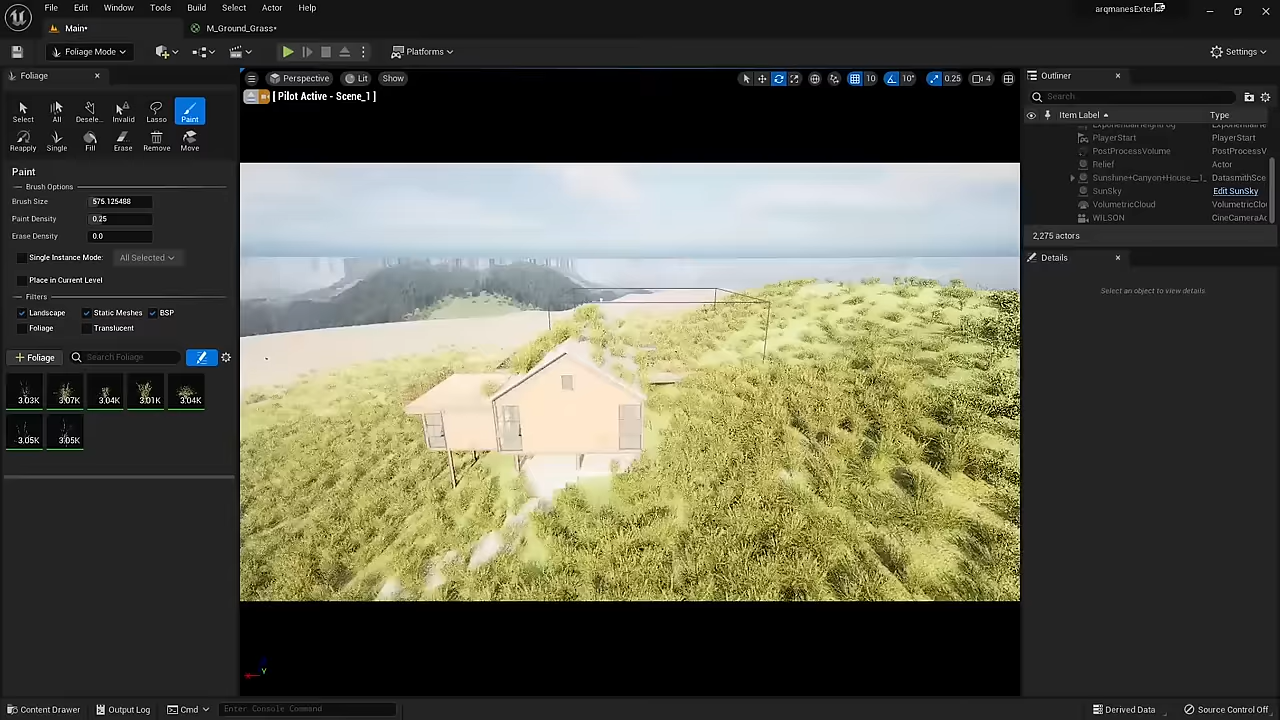 File Edit Window Tools Build Select Actor Help
arqmanesExter
Main•
M_Ground_Grass•
Foliage Mode
Platforms
Settings
Foliage
Perspective Lit Show
10 10° 0.25 4
Outliner
[ Pilot Active - Scene_1 ]
Search
Item Label Type
Select All Desele.. Invalid Lasso Paint
Reapply Single Fill Erase Remove Move
PlayerStart PlayerStart
PostProcessVolume PostProcessV
Relief Actor
Sunshine+Canyon+House__1_ DatasmithSce
SunSky Edit SunSky
VolumetricCloud VolumetricClo
WILSON CineCameraAc
2,275 actors
Details
Select an object to view details.
Paint
Brush Options
Brush Size 575.125488
Paint Density 0.25
Erase Density 0.0
Single Instance Mode: All Selected
Place in Current Level
Filters
Landscape Static Meshes BSP
Foliage Translucent
+ Foliage Search Foliage
3.03K 3.07K 3.04K 3.01K 3.04K
3.05K 3.05K
Y
Content Drawer Output Log Cmd Enter Console Command
Derived Data Source Control Off